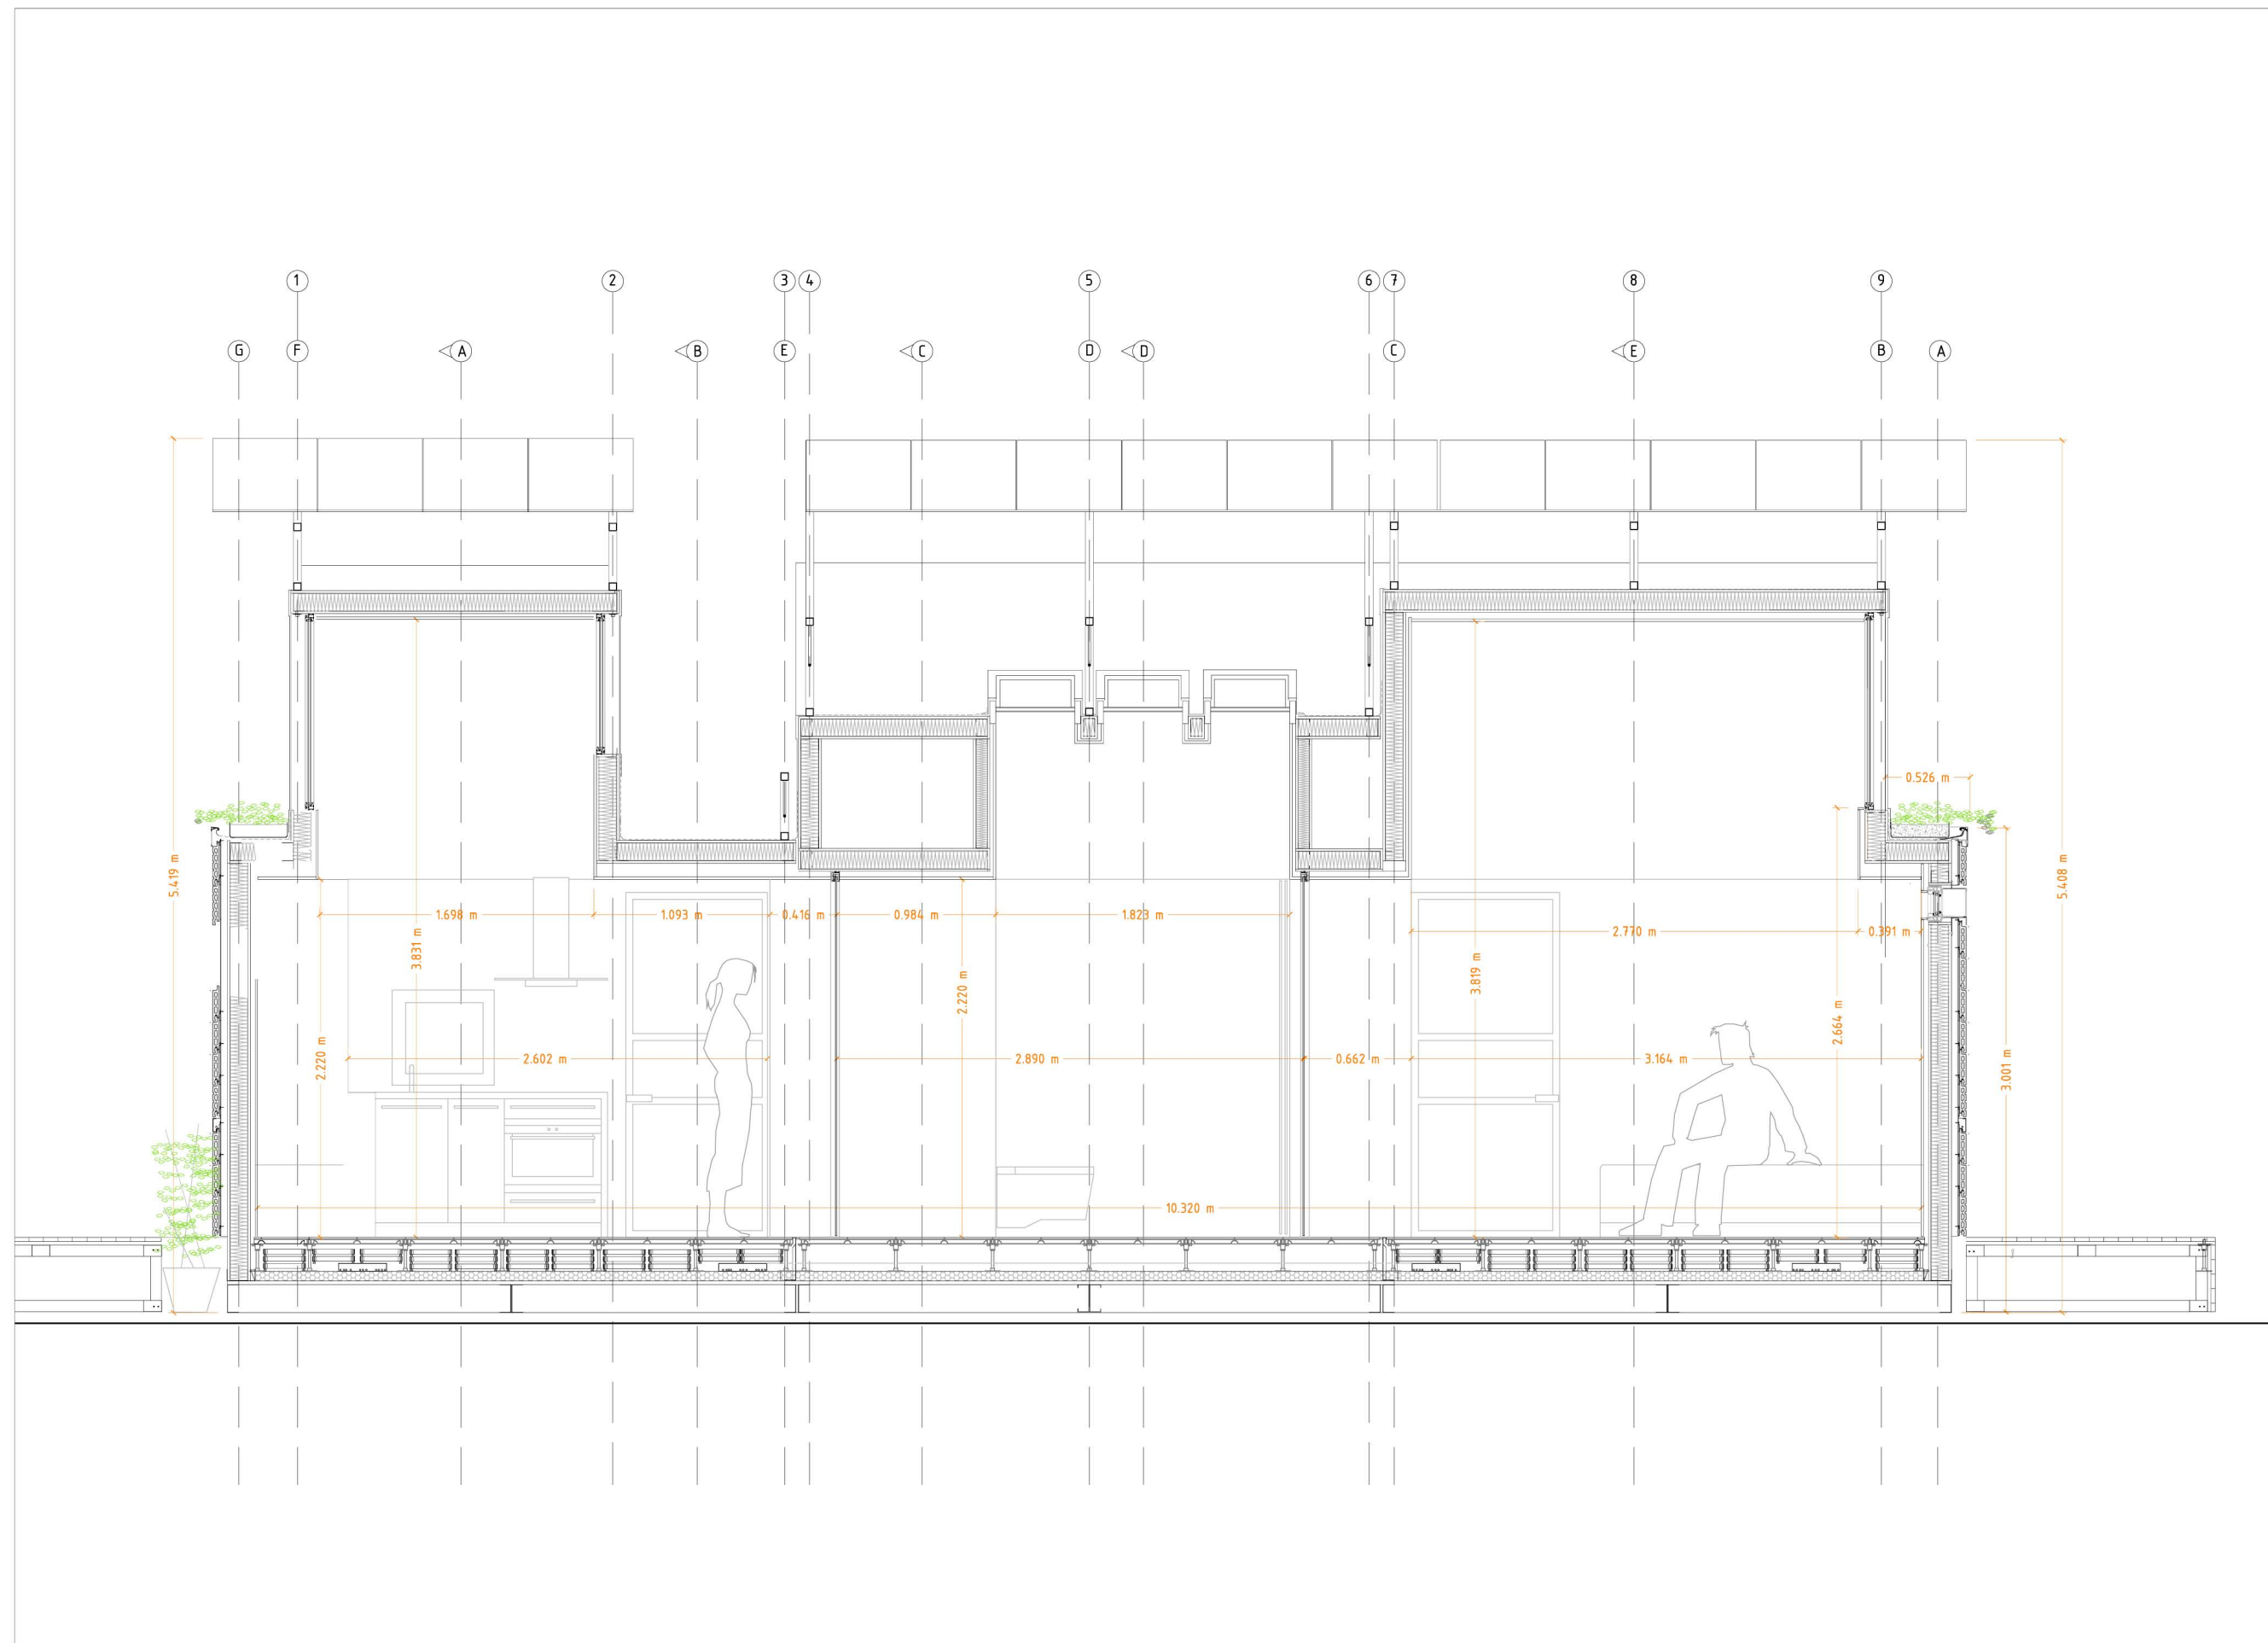 1 2 3 4 5 6 7 8 9
G F A B E C D D C E B A
0.526 m
5.419 m
5.408 m
1.698 m 1.093 m 0.416 m 0.984 m 1.823 m
3.831 m
2.770 m 0.391 m
3.819 m
2.220 m
2.664 m
2.220 m
2.602 m 2.890 m 0.662 m 3.164 m
3.001 m
10.320 m